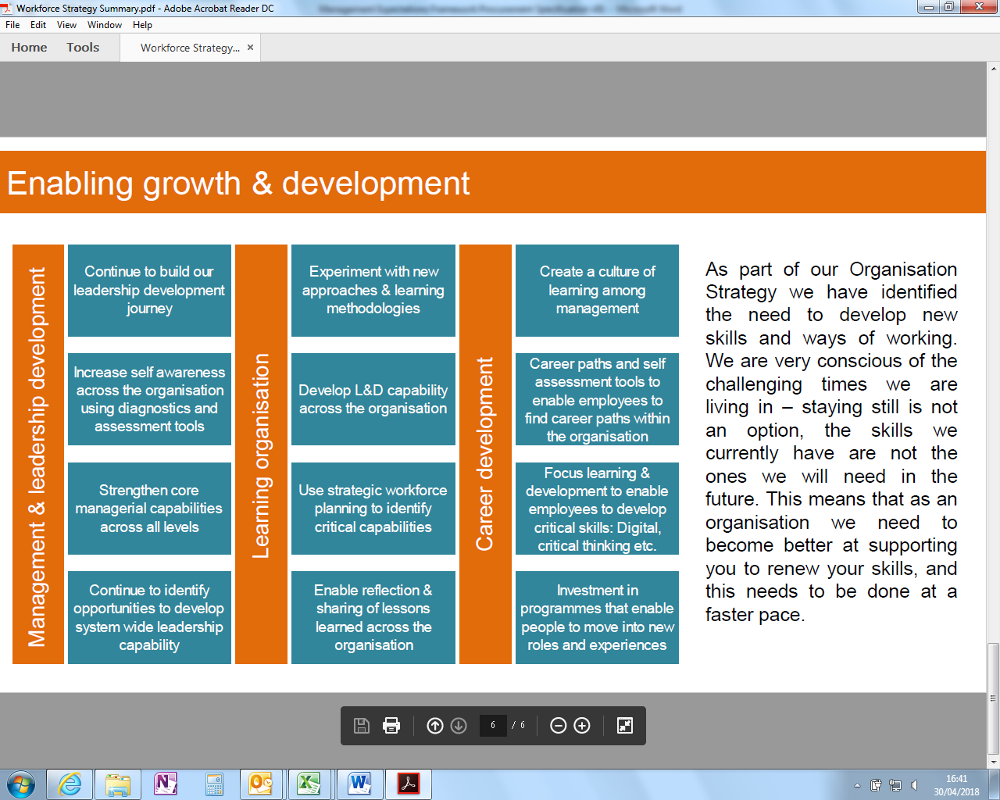 Workforce Strategy Summary.pdf - Adobe Acrobat Reader DC
File Edit View Window Help
Home Tools Workforce Strategy... ×
Enabling growth & development
Management & leadership development
Continue to build our
leadership development
journey
Increase self awareness
across the organisation
using diagnostics and
assessment tools
Strengthen core
managerial capabilities
across all levels
Continue to identify
opportunities to develop
system wide leadership
capability
Learning organisation
Experiment with new
approaches & learning
methodologies
Develop L&D capability
across the organisation
Use strategic workforce
planning to identify
critical capabilities
Enable reflection &
sharing of lessons
learned across the
organisation
Career development
Create a culture of
learning among
management
Career paths and self
assessment tools to
enable employees to
find career paths within
the organisation
Focus learning &
development to enable
employees to develop
critical skills: Digital,
critical thinking etc.
Investment in
programmes that enable
people to move into new
roles and experiences
As part of our Organisation
Strategy we have identified
the need to develop new
skills and ways of working.
We are very conscious of the
challenging times we are
living in – staying still is not
an option, the skills we
currently have are not the
ones we will need in the
future. This means that as an
organisation we need to
become better at supporting
you to renew your skills, and
this needs to be done at a
faster pace.
6 / 6
16:41
30/04/2018